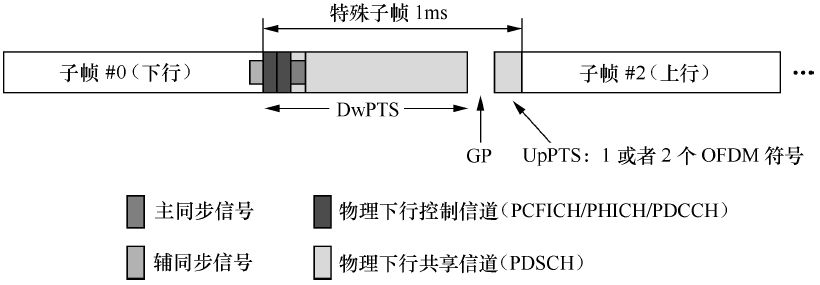 特殊子帧 1ms
子帧 #0(下行)
子帧 #2(上行)
···
DwPTS
GP
UpPTS：1 或者 2 个 OFDM 符号
主同步信号
物理下行控制信道(PCFICH/PHICH/PDCCH)
辅同步信号
物理下行共享信道(PDSCH)